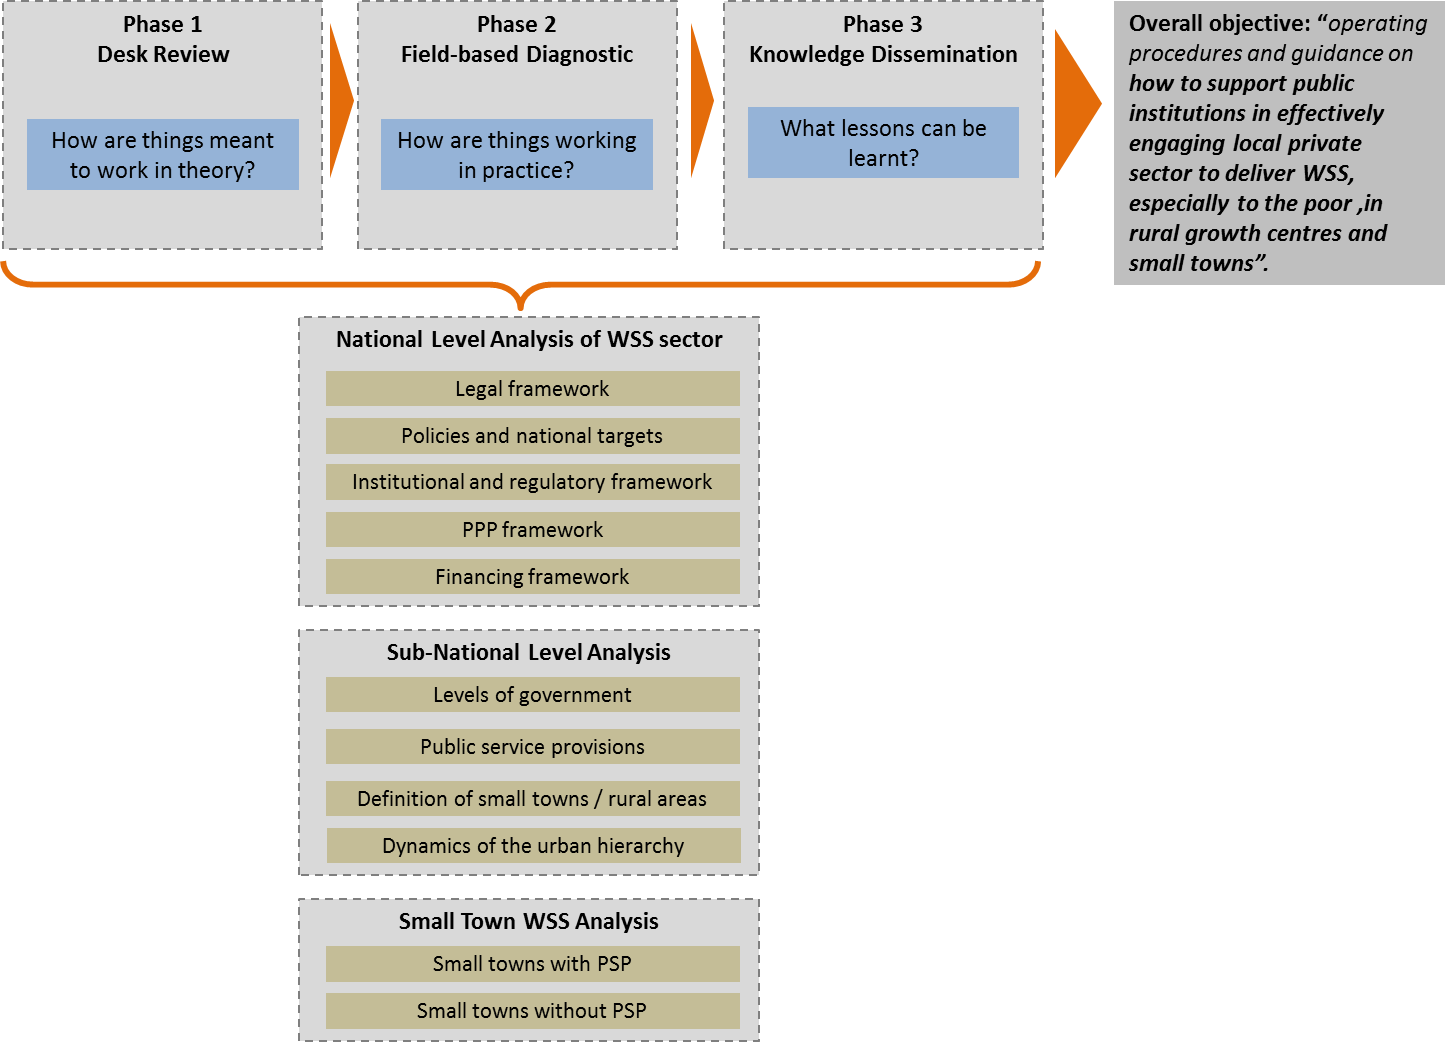 Phase 1
Desk Review
How are things meant
to work in theory?
Phase 2
Field-based Diagnostic
How are things working
in practice?
Phase 3
Knowledge Dissemination
What lessons can be
learnt?
Overall objective: “operating
procedures and guidance on
how to support public
institutions in effectively
engaging local private
sector to deliver WSS,
especially to the poor ,in
rural growth centres and
small towns”.
National Level Analysis of WSS sector
Legal framework
Policies and national targets
Institutional and regulatory framework
PPP framework
Financing framework
Sub-National Level Analysis
Levels of government
Public service provisions
Definition of small towns / rural areas
Dynamics of the urban hierarchy
Small Town WSS Analysis
Small towns with PSP
Small towns without PSP